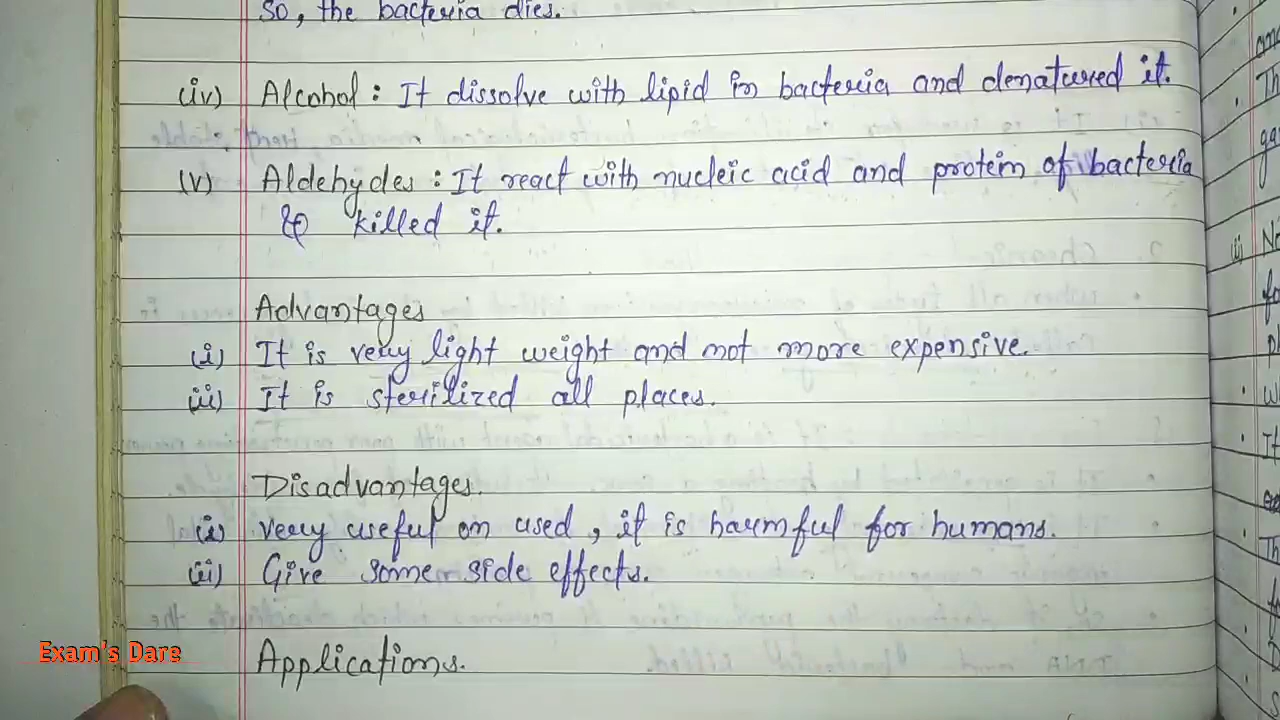 So, the bacteria dies.
(iv) Alcohol : It dissolve with lipid in bacteria and denatured it.
(v) Aldehydes : It react with nucleic acid and protein of bacteria
& killed it.
Advantages
(i) It is very light weight and not more expensive.
(ii) It is sterilized all places.
Disadvantages.
(i) very useful on used, it is harmful for humans.
(ii) Give some side effects.
Exam's Dare
Applications.